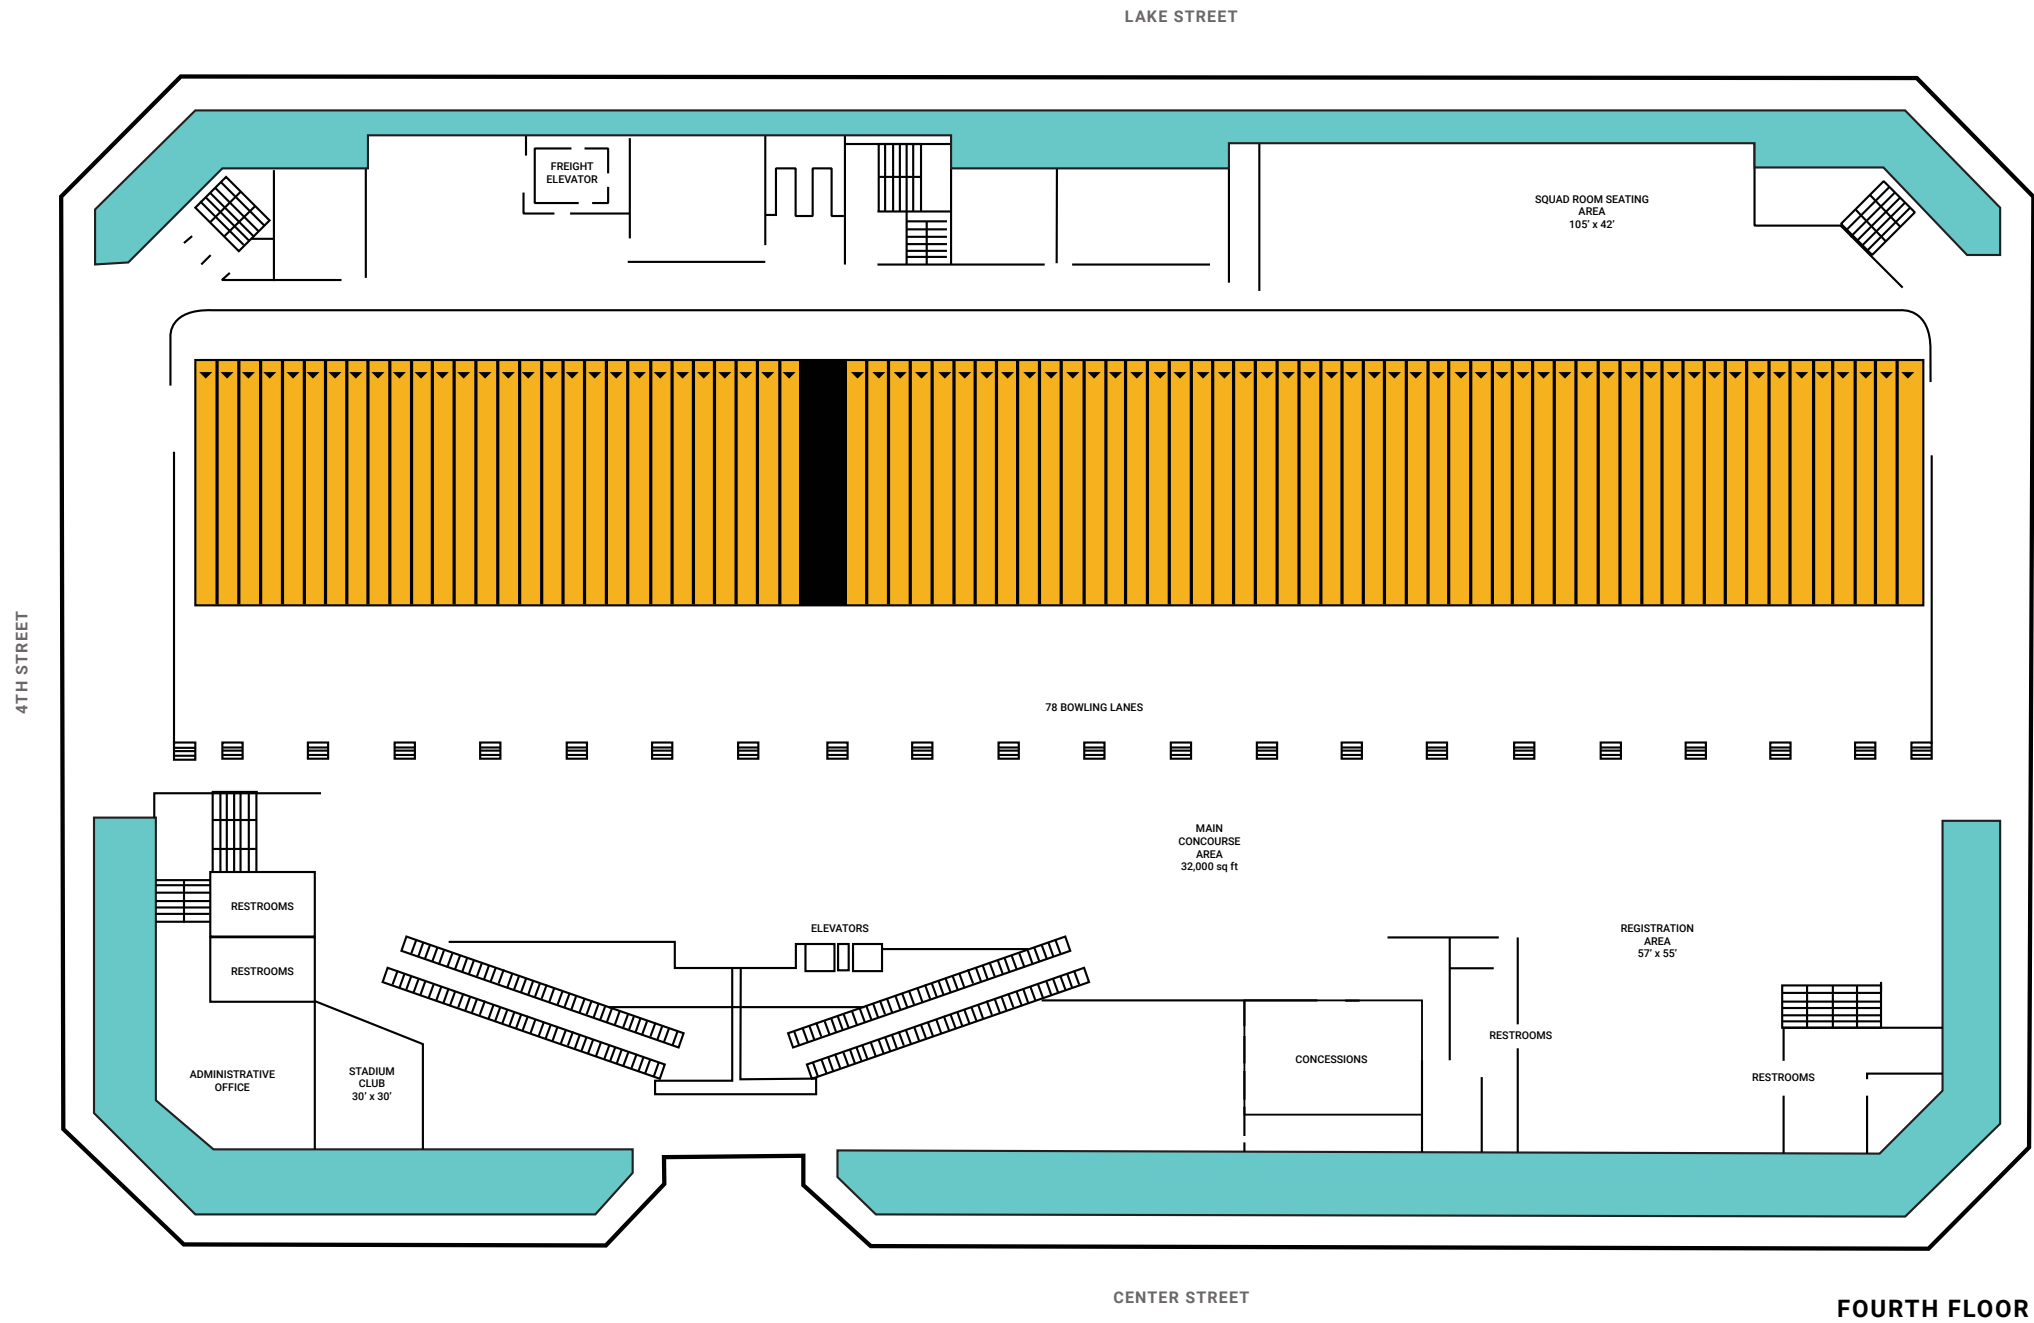 LAKE STREET
FREIGHT
ELEVATOR
SQUAD ROOM SEATING
AREA
105' x 42'
4TH STREET
78 BOWLING LANES
MAIN
CONCOURSE
AREA
32,000 sq ft
RESTROOMS
ELEVATORS
REGISTRATION
AREA
57' x 55'
RESTROOMS
RESTROOMS
CONCESSIONS
RESTROOMS
ADMINISTRATIVE
OFFICE
STADIUM
CLUB
30' x 30'
CENTER STREET
FOURTH FLOOR